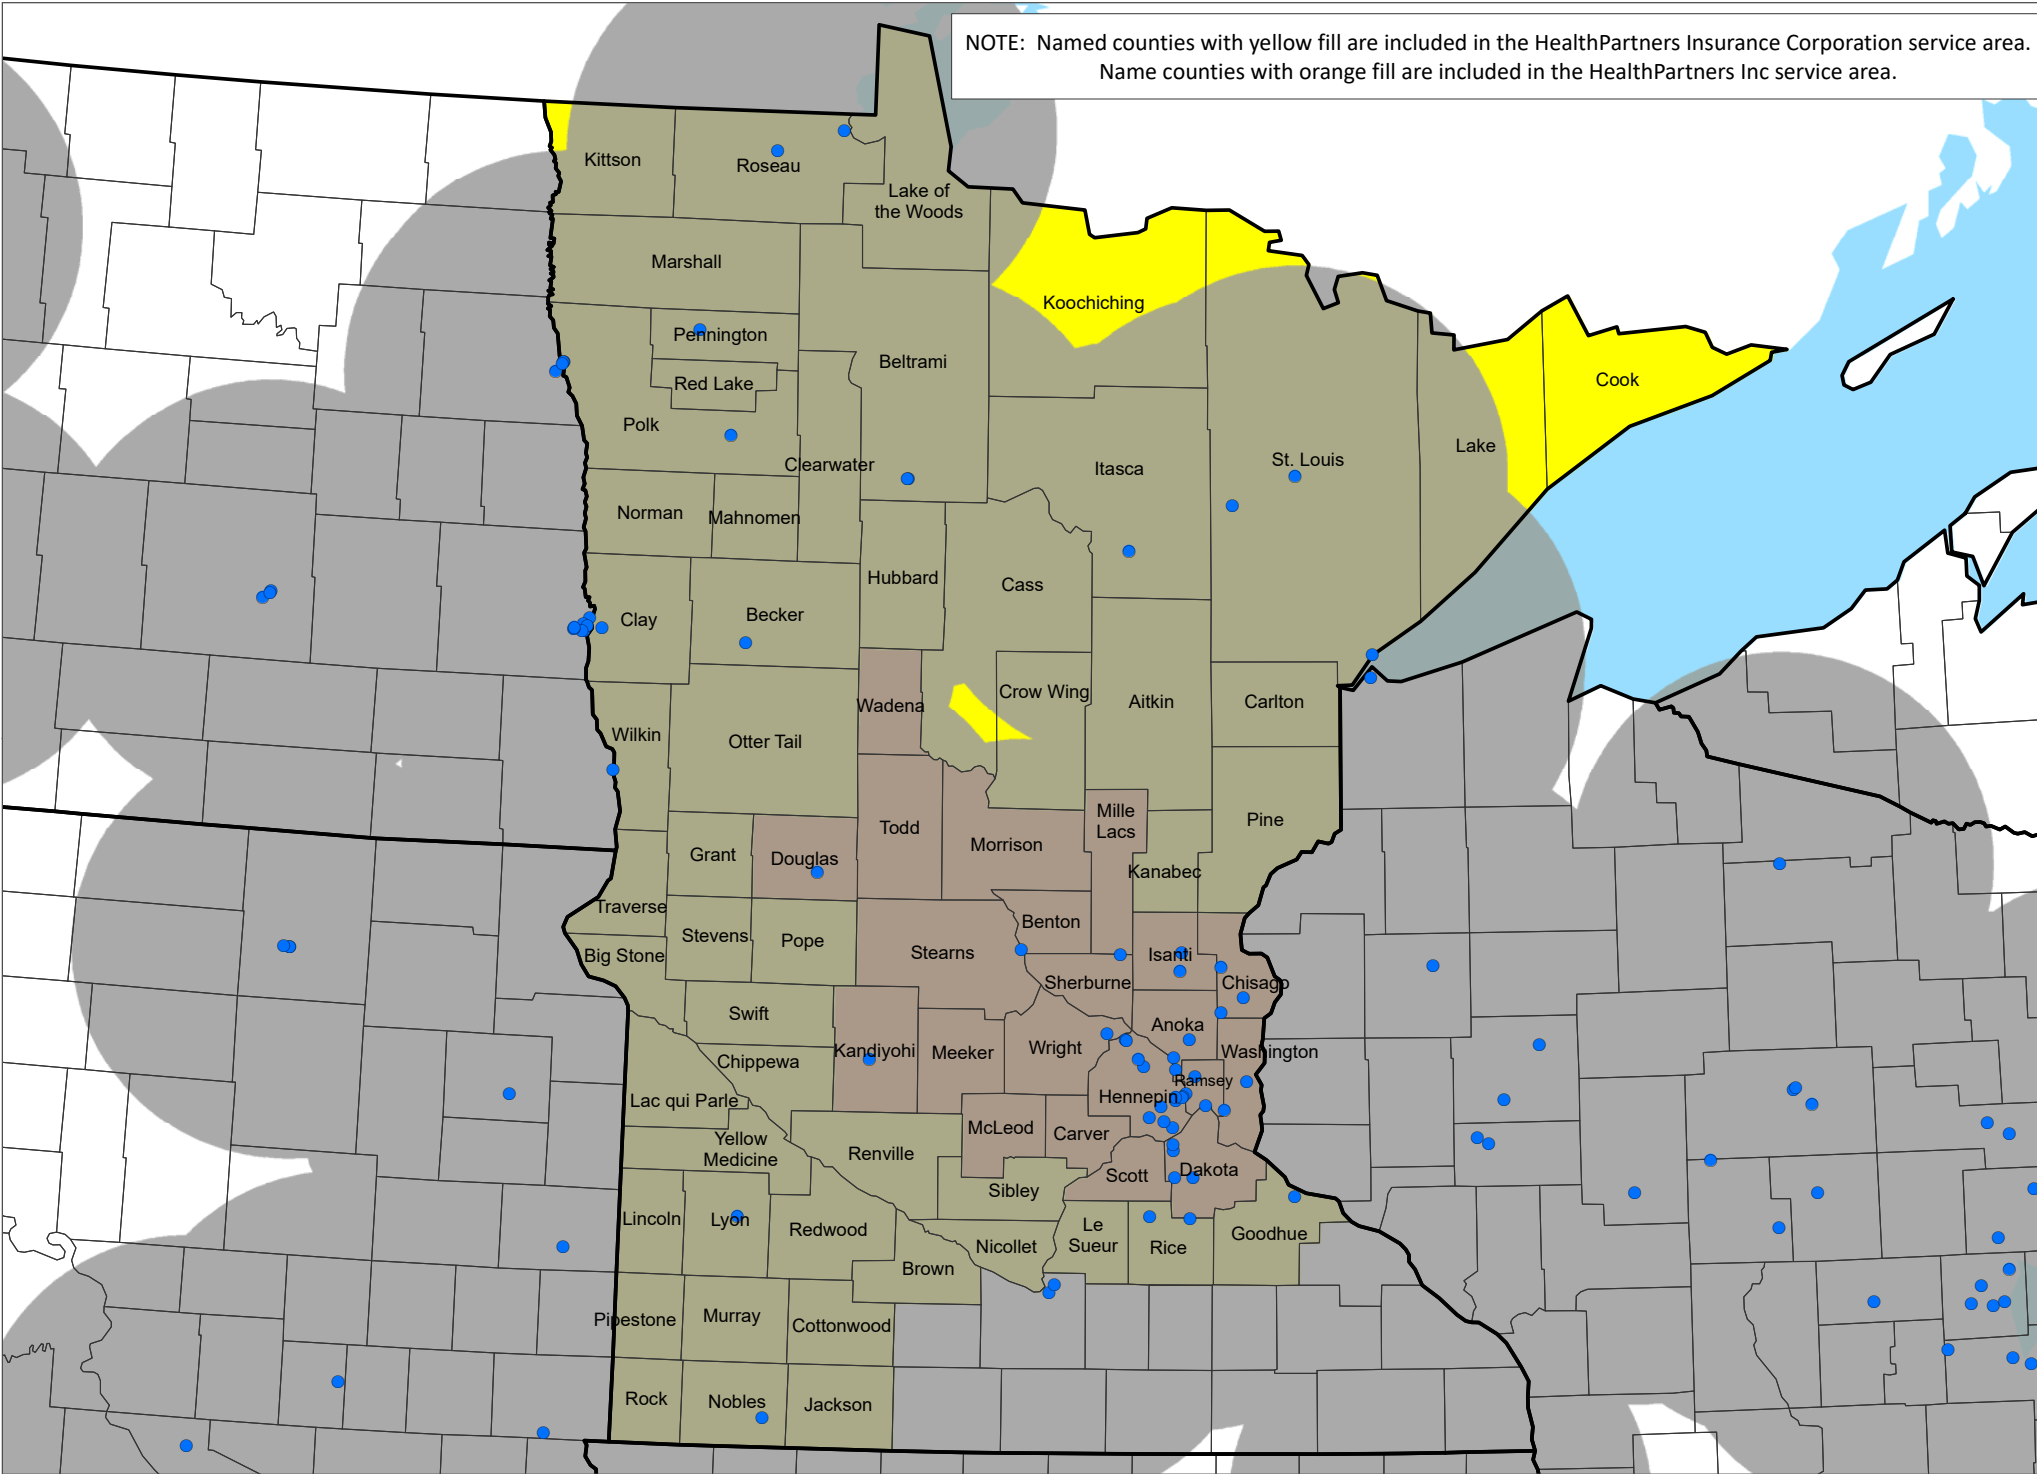 NOTE: Named counties with yellow fill are included in the HealthPartners Insurance Corporation service area.
Name counties with orange fill are included in the HealthPartners Inc service area.
Kittson
Roseau
Lake of
the Woods
Marshall
Koochiching
Pennington
Beltrami
Red Lake
Cook
Polk
Lake
Clearwater
Itasca
St. Louis
Norman
Mahnomen
Hubbard
Cass
Clay
Becker
Crow Wing
Wadena
Aitkin
Carlton
Wilkin
Otter Tail
Mille
Lacs
Pine
Todd
Morrison
Grant
Douglas
Kanabec
Traverse
Benton
Stevens
Pope
Stearns
Isanti
Big Stone
Sherburne
Chisago
Swift
Anoka
Kandiyohi
Meeker
Wright
Washington
Chippewa
Ramsey
Hennepin
Lac qui Parle
McLeod
Carver
Yellow
Medicine
Renville
Scott
Dakota
Sibley
Lincoln
Lyon
Redwood
Le
Sueur
Goodhue
Nicollet
Rice
Brown
Pipestone
Murray
Cottonwood
Rock
Nobles
Jackson